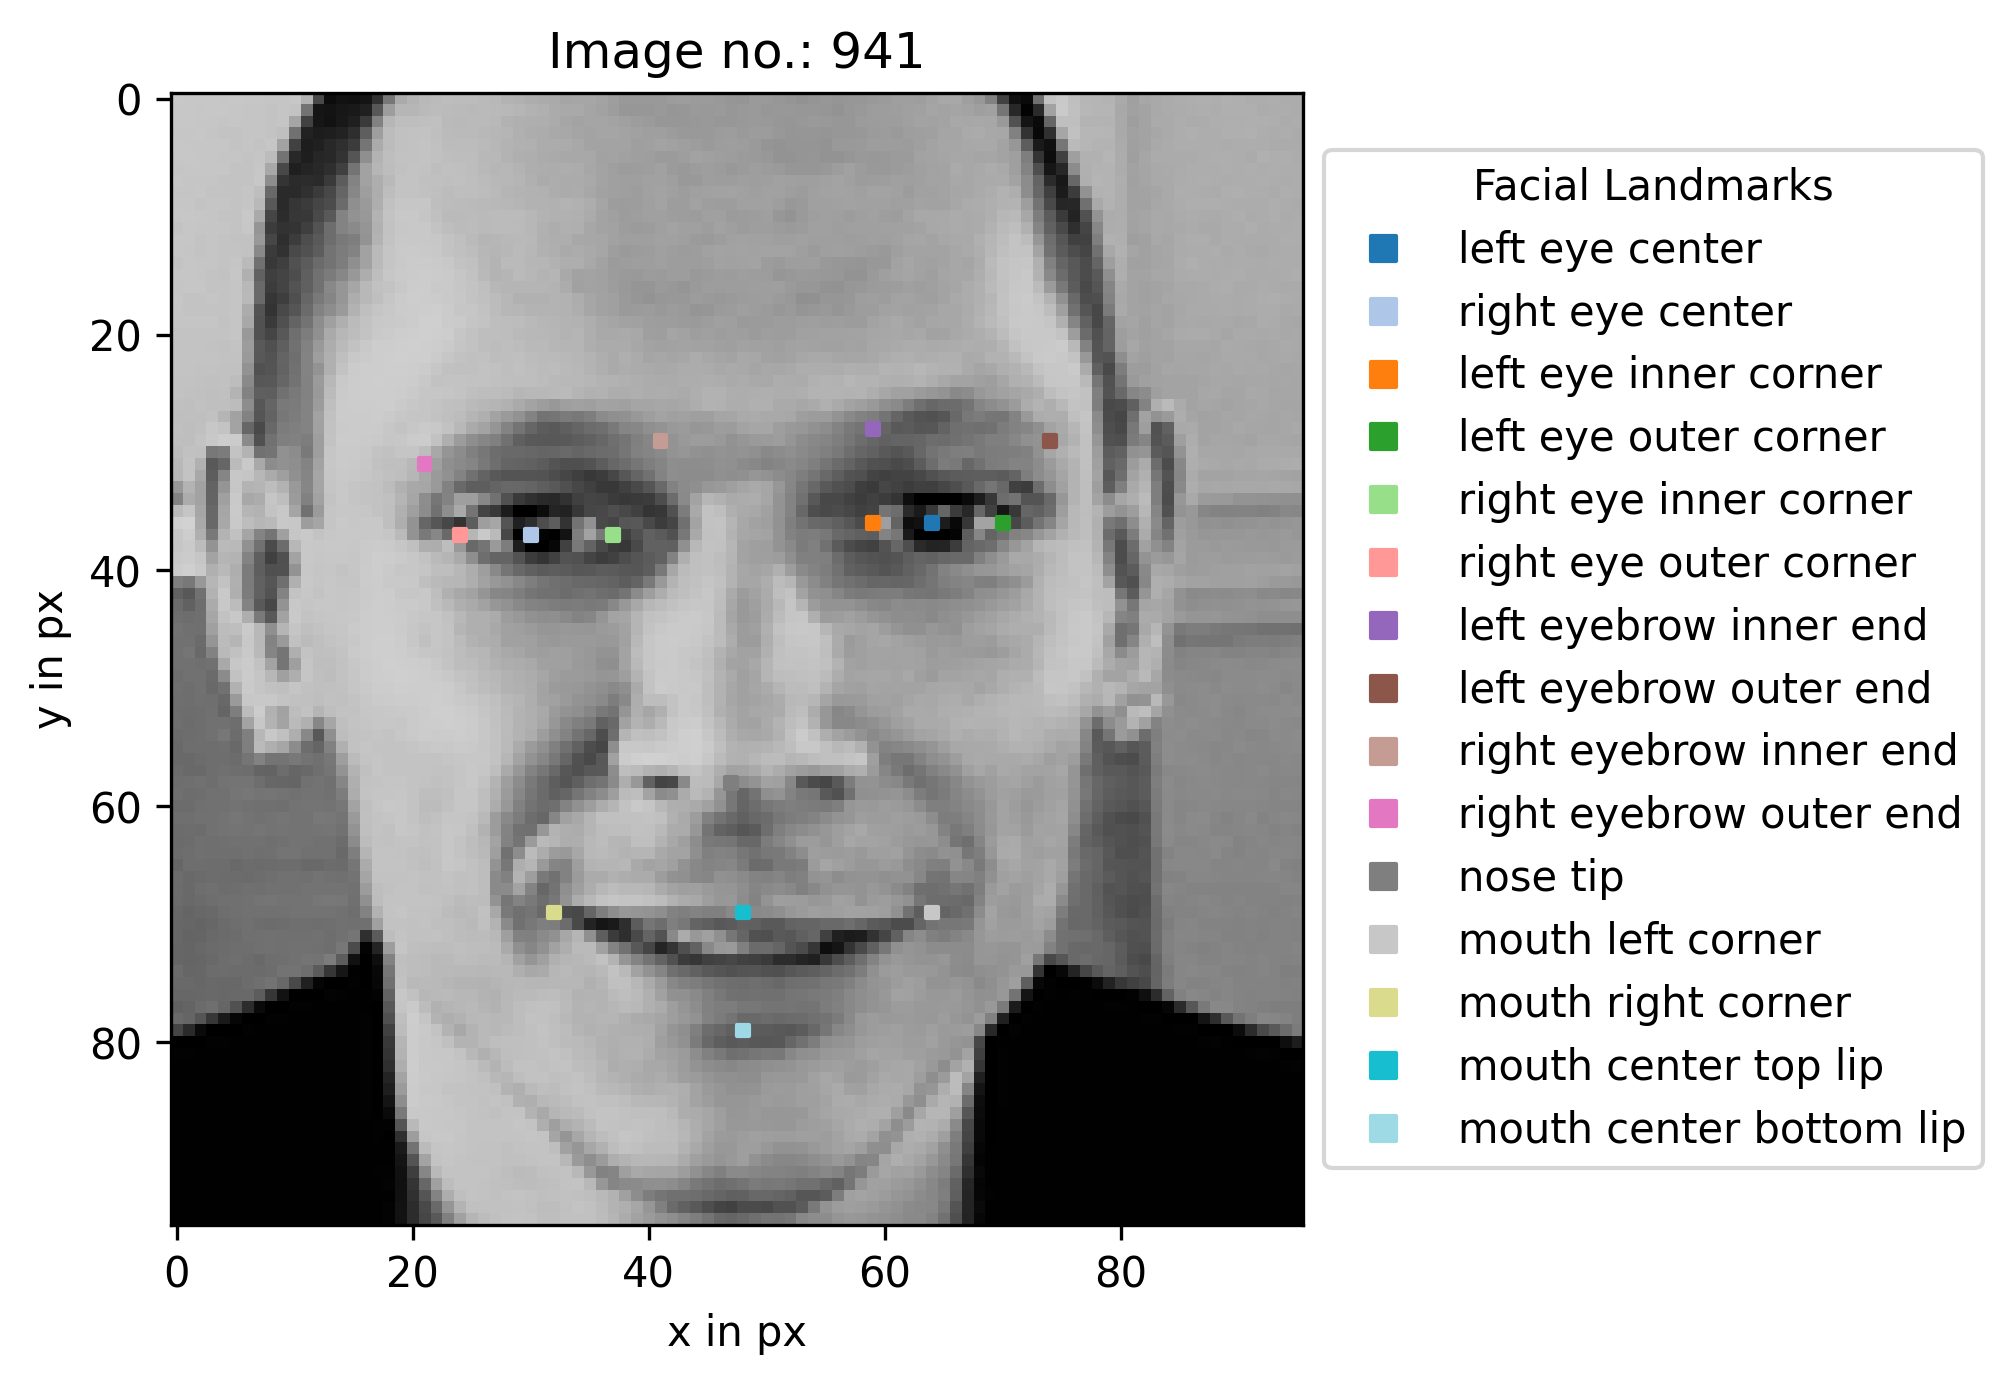 Image no.: 941
0
20
40
60
80
y in px
0 20 40 60 80
x in px
Facial Landmarks
left eye center
right eye center
left eye inner corner
left eye outer corner
right eye inner corner
right eye outer corner
left eyebrow inner end
left eyebrow outer end
right eyebrow inner end
right eyebrow outer end
nose tip
mouth left corner
mouth right corner
mouth center top lip
mouth center bottom lip